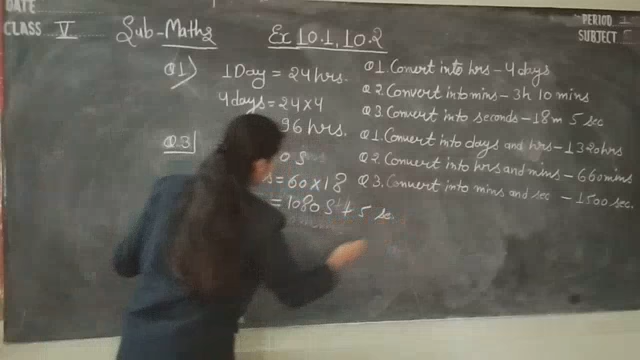 DATE
CLASS V Sub-Maths Ex 10.1, 10.2 PERIOD
SUBJECT
Q1) 1 Day = 24 hrs.
4 days = 24 × 4
96 hrs.
Q.3
= 60 × 18
= 1080 S + 5 se
Q1. Convert into hrs - 4 days
Q2. Convert into mins - 3h 10 mins
Q3. Convert into seconds - 18m 5 sec
Q1. Convert into days and hrs - 1320 hrs
Q2. Convert into hrs and mins - 660 mins
Q3. Convert into mins and sec - 1500 sec.